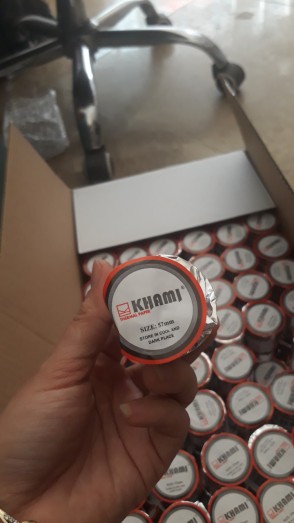 KHAMI
THERMAL PAPER
SIZE: 57mm
STORE IN COOL AND
DARK PLACE